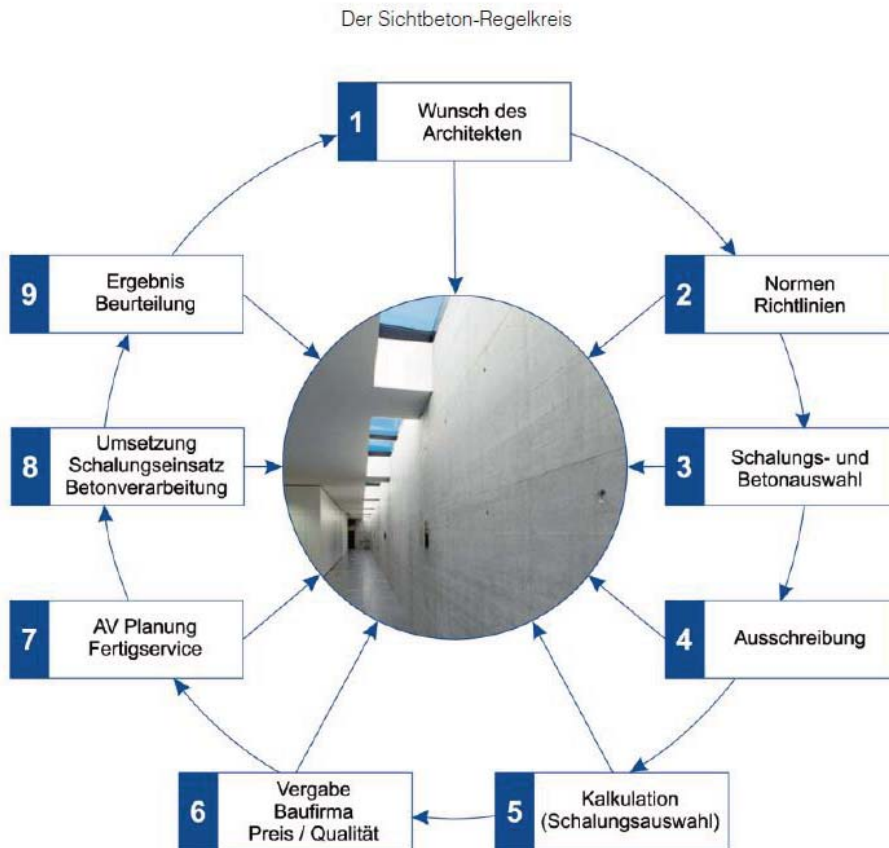 Der Sichtbeton-Regelkreis
1
Wunsch des
Architekten
2
Normen
Richtlinien
3
Schalungs- und
Betonauswahl
4
Ausschreibung
5
Kalkulation
(Schalungsauswahl)
6
Vergabe
Baufirma
Preis / Qualität
7
AV Planung
Fertigservice
8
Umsetzung
Schalungseinsatz
Betonverarbeitung
9
Ergebnis
Beurteilung